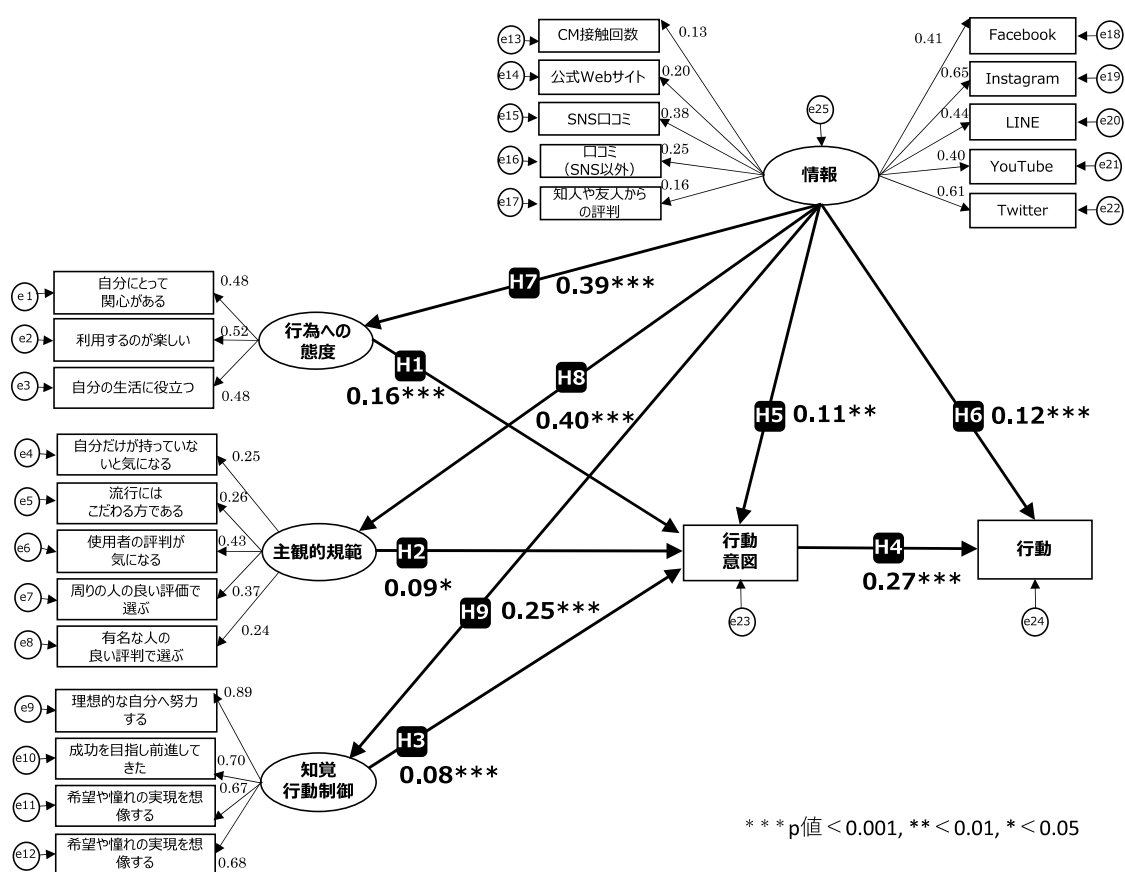 e13
CM接触回数
0.13
e14
公式Webサイト
0.20
e15
SNS口コミ
0.38
e16
口コミ
(SNS以外)
0.25
e17
知人や友人から
の評判
0.16
e25
情報
0.41
Facebook
e18
0.65
Instagram
e19
0.44
LINE
e20
0.40
YouTube
e21
0.61
Twitter
e22
e1
自分にとって
関心がある
0.48
e2
利用するのが楽しい
0.52
e3
自分の生活に役立つ
0.48
行為への
態度
H7 0.39***
H1
0.16***
H8
0.40***
H5 0.11**
H6 0.12***
e4
自分だけが持っていな
いと気になる
0.25
e5
流行には
こだわる方である
0.26
e6
使用者の評判が
気になる
0.43
e7
周りの人の良い評価で
選ぶ
0.37
e8
有名な人の
良い評判で選ぶ
0.24
主観的規範
H2
0.09*
H9 0.25***
行動
意図
e23
H4
0.27***
行動
e24
e9
理想的な自分へ努力
する
0.89
e10
成功を目指し前進して
きた
0.70
e11
希望や憧れの実現を想
像する
0.67
e12
希望や憧れの実現を想
像する
0.68
知覚
行動制御
H3
0.08***
***p値<0.001, **<0.01, *<0.05